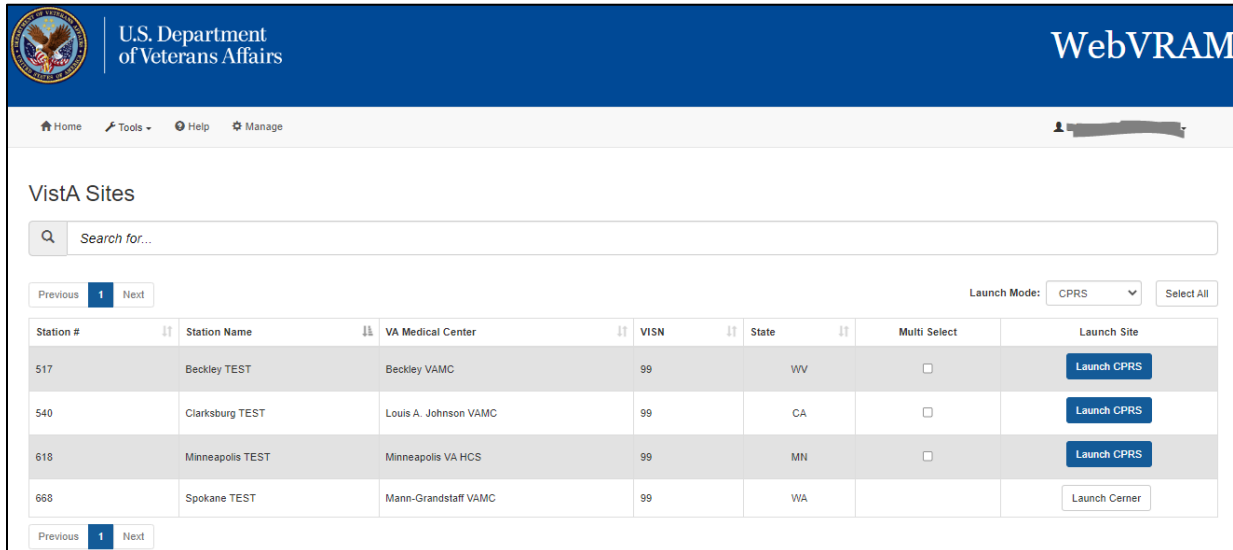 U.S. Department
of Veterans Affairs
WebVRAM
Home Tools Help Manage
VistA Sites
Search for...
Previous 1 Next Launch Mode: CPRS Select All
Station # Station Name VA Medical Center VISN State Multi Select Launch Site
517 Beckley TEST Beckley VAMC 99 WV Launch CPRS
540 Clarksburg TEST Louis A. Johnson VAMC 99 CA Launch CPRS
618 Minneapolis TEST Minneapolis VA HCS 99 MN Launch CPRS
668 Spokane TEST Mann-Grandstaff VAMC 99 WA Launch Cerner
Previous 1 Next